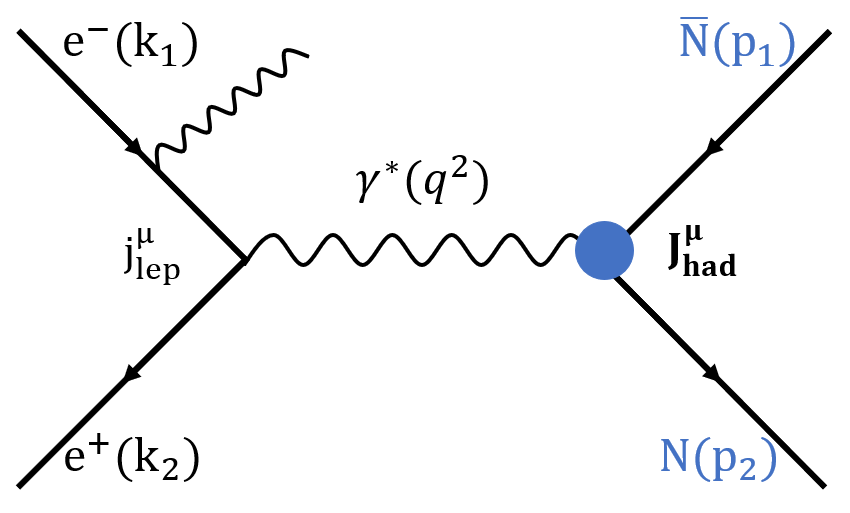 e⁻(k₁)
N̅(p₁)
γ*(q²)
j^μ_lep
J^μ_had
e⁺(k₂)
N(p₂)